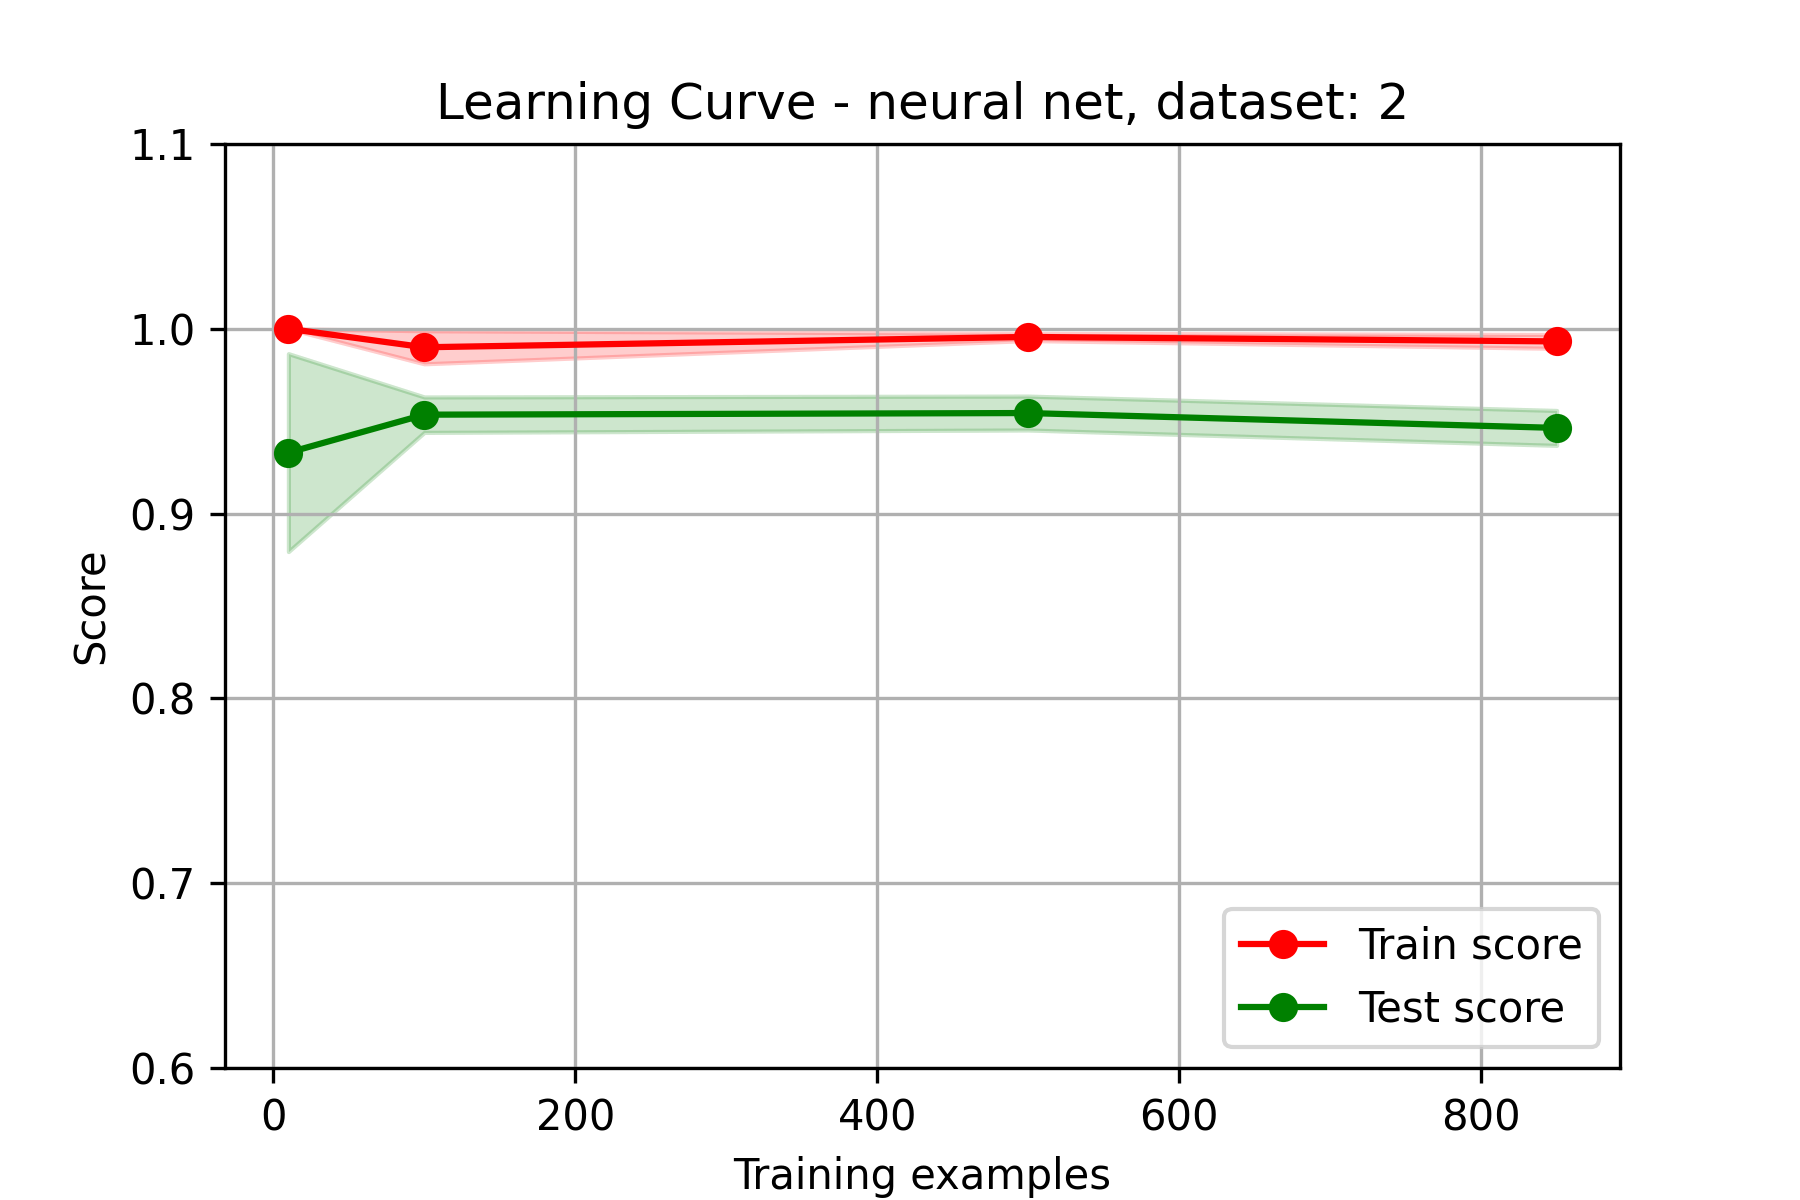 Learning Curve - neural net, dataset: 2
1.1
1.0
0.9
0.8
0.7
0.6
Score
Train score
Test score
0 200 400 600 800
Training examples